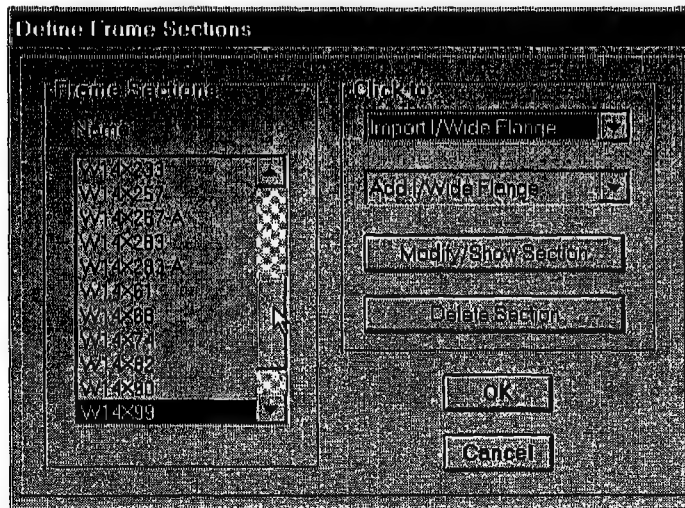 Define Frame Sections
Frame Sections
Name
W14X233
W14X257
W14X257-A
W14X283
W14X283-A
W14X61
W14X68
W14X74
W14X82
W14X90
W14X99
Click to:
Import I/Wide Flange
Add I/Wide Flange
Modify/Show Section
Delete Section
OK
Cancel